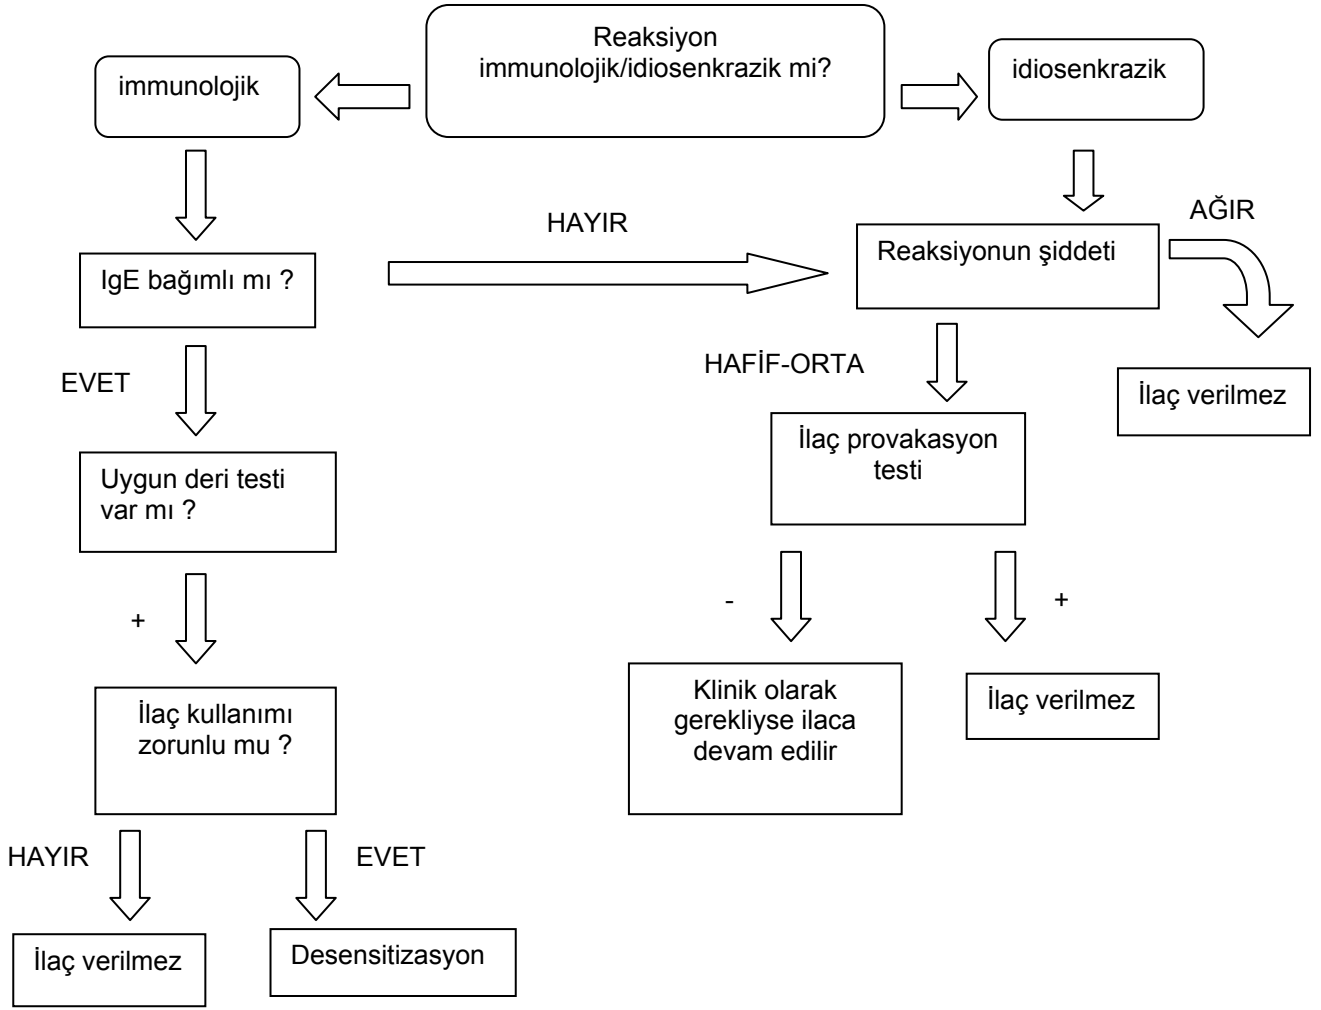 Reaksiyon
immunolojik/idiosenkrazik mi?
immunolojik
idiosenkrazik
HAYIR
AĞIR
IgE bağımlı mı ?
Reaksiyonun şiddeti
EVET
HAFİF-ORTA
İlaç verilmez
Uygun deri testi
var mı ?
İlaç provakasyon
testi
+
-
+
İlaç kullanımı
zorunlu mu ?
Klinik olarak
gerekliyse ilaca
devam edilir
İlaç verilmez
HAYIR
EVET
İlaç verilmez
Desensitizasyon